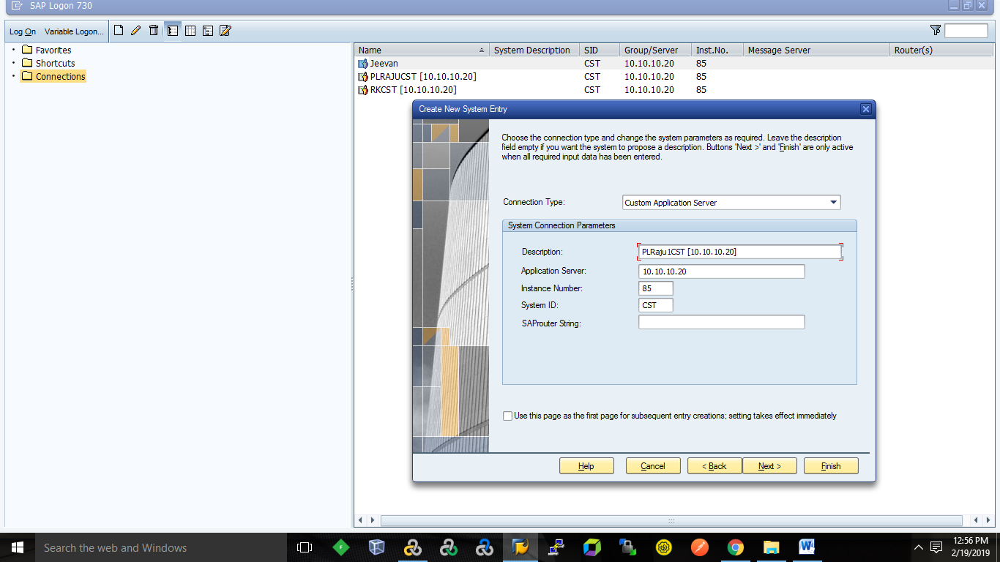 SAP Logon 730
Log On Variable Logon...
Favorites
Shortcuts
Connections
Name System Description SID Group/Server Inst.No. Message Server Router(s)
Jeevan CST 10.10.10.20 85
PLRAJUCST [10.10.10.20] CST 10.10.10.20 85
RKCST [10.10.10.20] CST 10.10.10.20 85
Create New System Entry
Choose the connection type and change the system parameters as required. Leave the description
field empty if you want the system to propose a description. Buttons 'Next >' and 'Finish' are only active
when all required input data has been entered.
Connection Type: Custom Application Server
System Connection Parameters
Description: PLRaju1CST [10.10.10.20]
Application Server: 10.10.10.20
Instance Number: 85
System ID: CST
SAProuter String:
Use this page as the first page for subsequent entry creations; setting takes effect immediately
Help Cancel < Back Next > Finish
Search the web and Windows
12:56 PM
2/19/2019